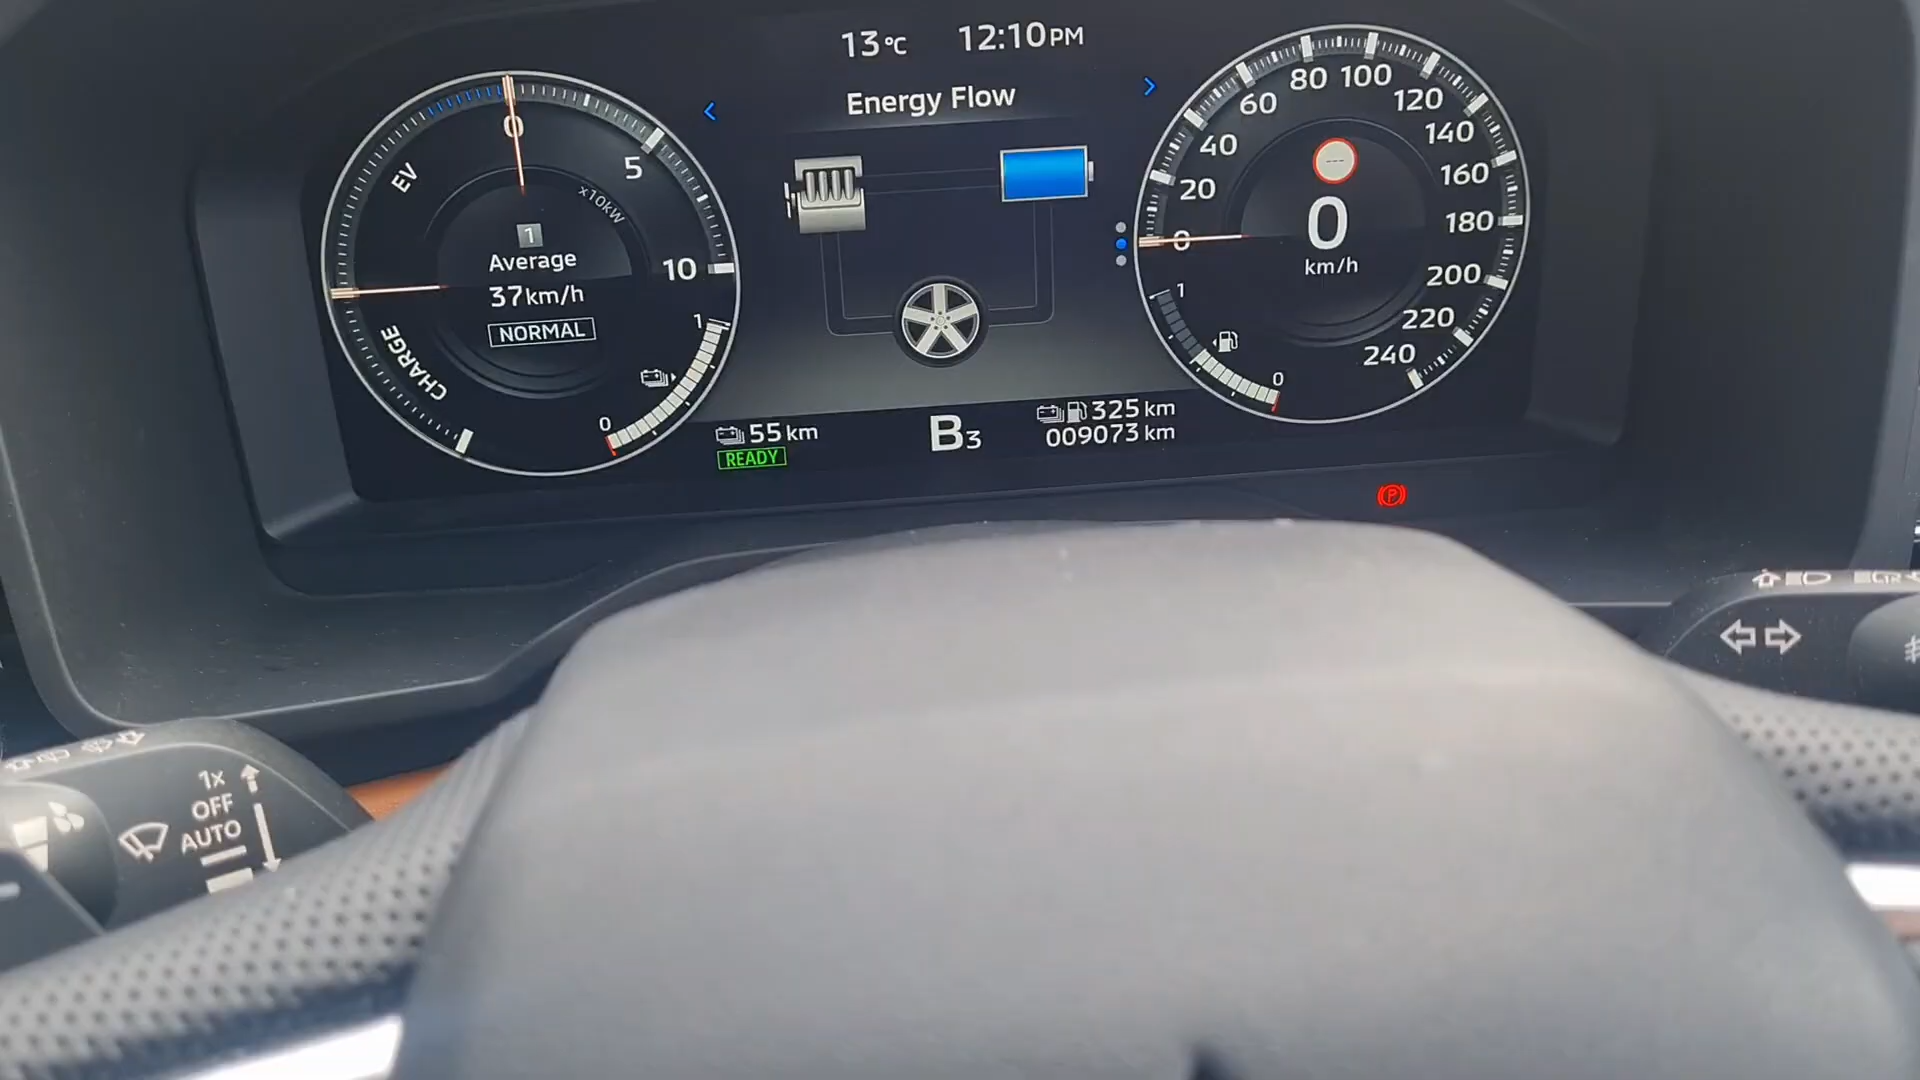 13°C 12:10PM
Energy Flow
EV
CHARGE
0
5
10
x10kW
1
Average
37km/h
NORMAL
1
0
55 km
READY
B3
325 km
009073 km
0
20
40
60
80
100
120
140
160
180
200
220
240
---
0
km/h
1
0
P
1x
OFF
AUTO